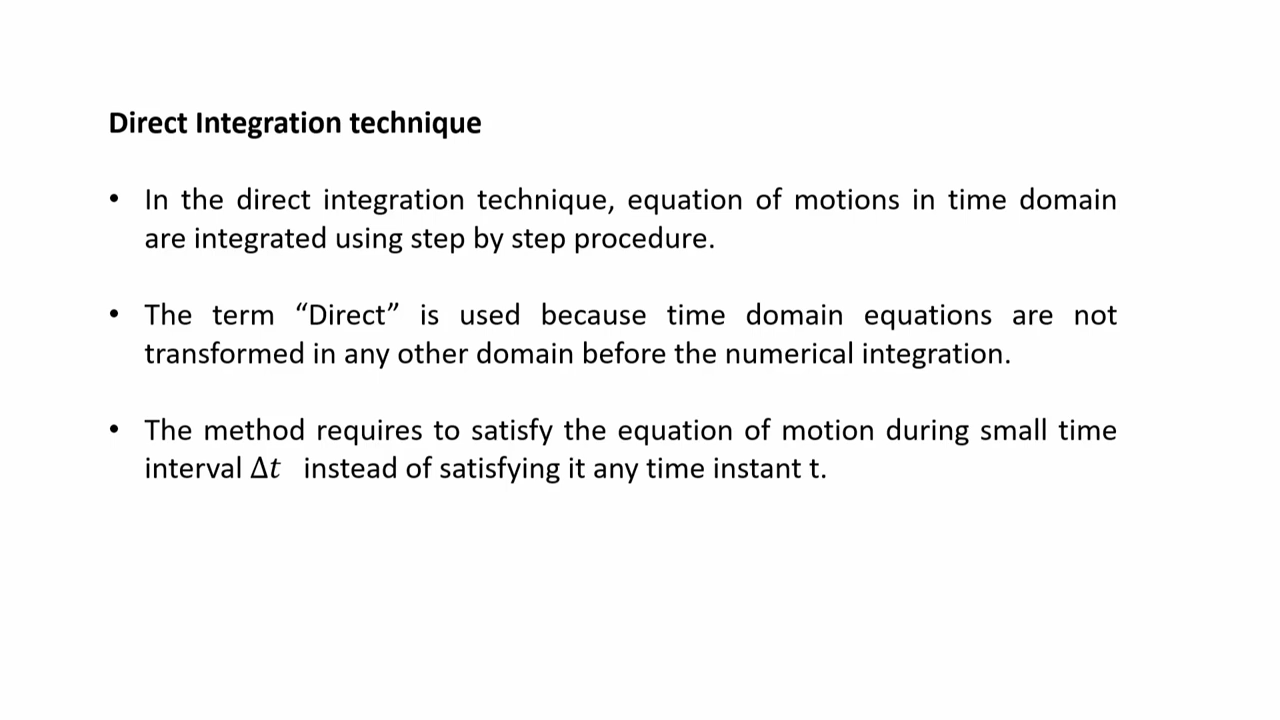 Direct Integration technique
• In the direct integration technique, equation of motions in time domain
are integrated using step by step procedure.
• The term “Direct” is used because time domain equations are not
transformed in any other domain before the numerical integration.
• The method requires to satisfy the equation of motion during small time
interval Δt instead of satisfying it any time instant t.